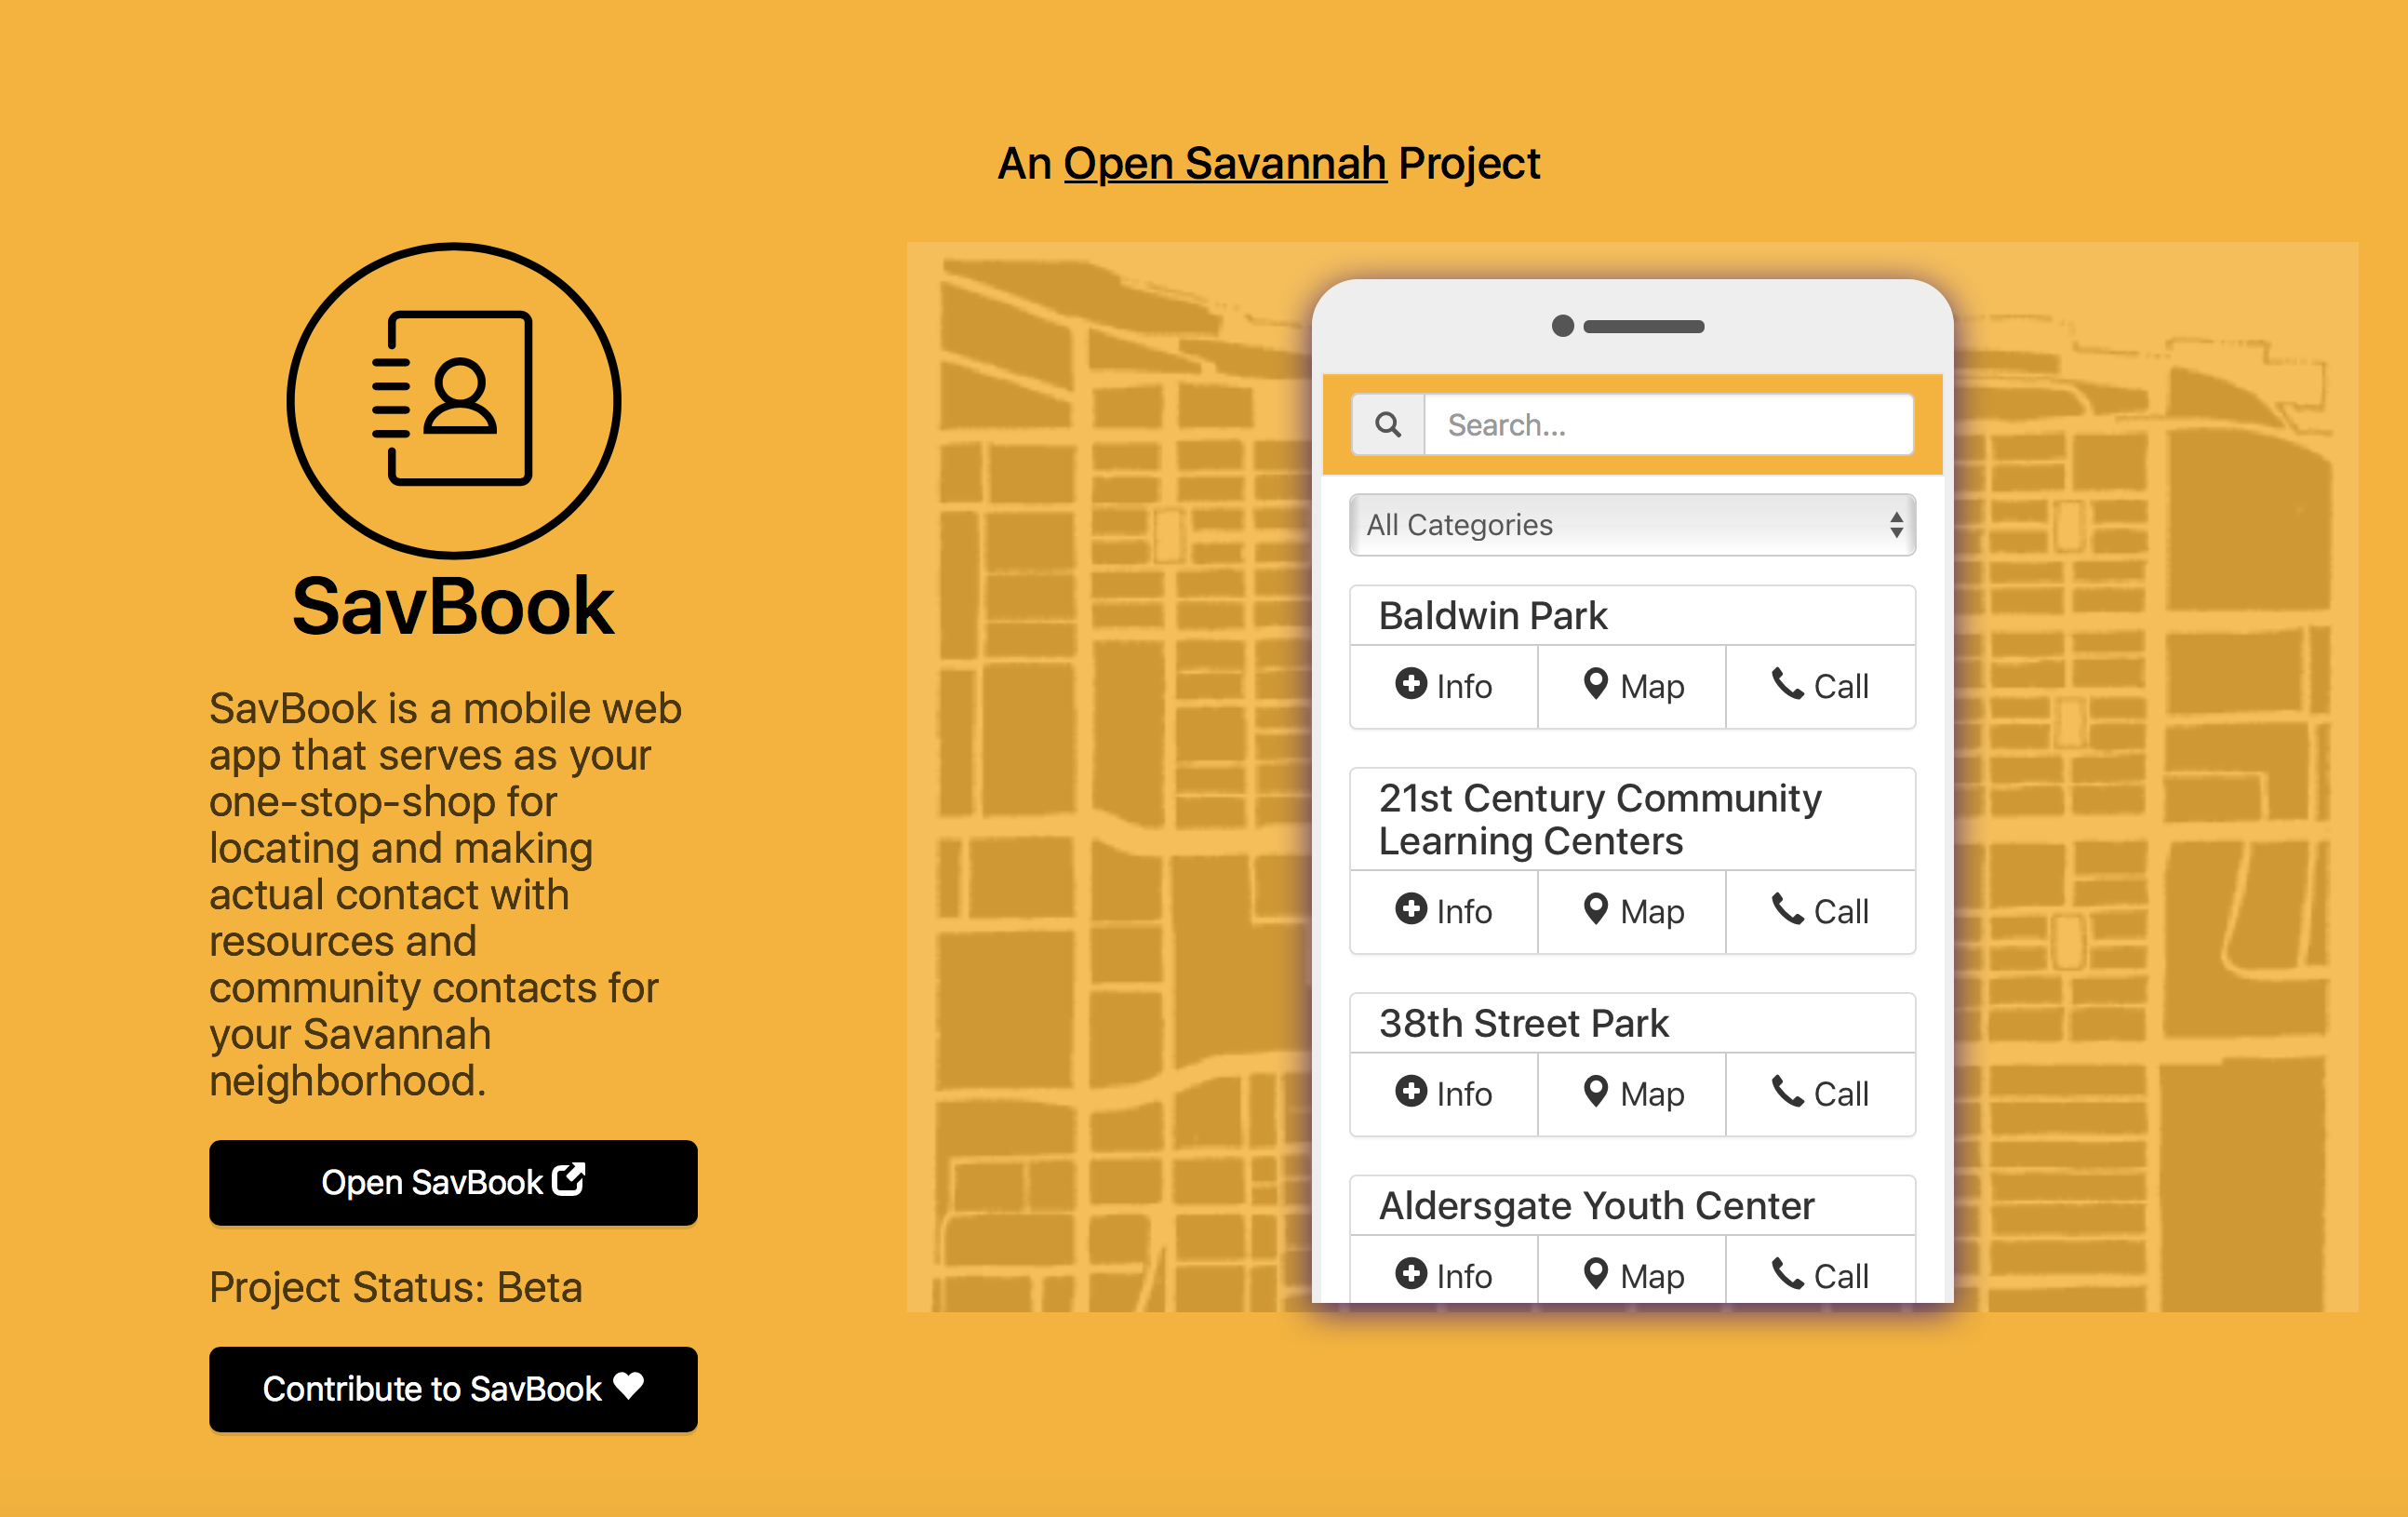 An Open Savannah Project
SavBook
SavBook is a mobile web
app that serves as your
one-stop-shop for
locating and making
actual contact with
resources and
community contacts for
your Savannah
neighborhood.
Open SavBook
Project Status: Beta
Contribute to SavBook
Search...
All Categories
Baldwin Park
Info Map Call
21st Century Community
Learning Centers
Info Map Call
38th Street Park
Info Map Call
Aldersgate Youth Center
Info Map Call